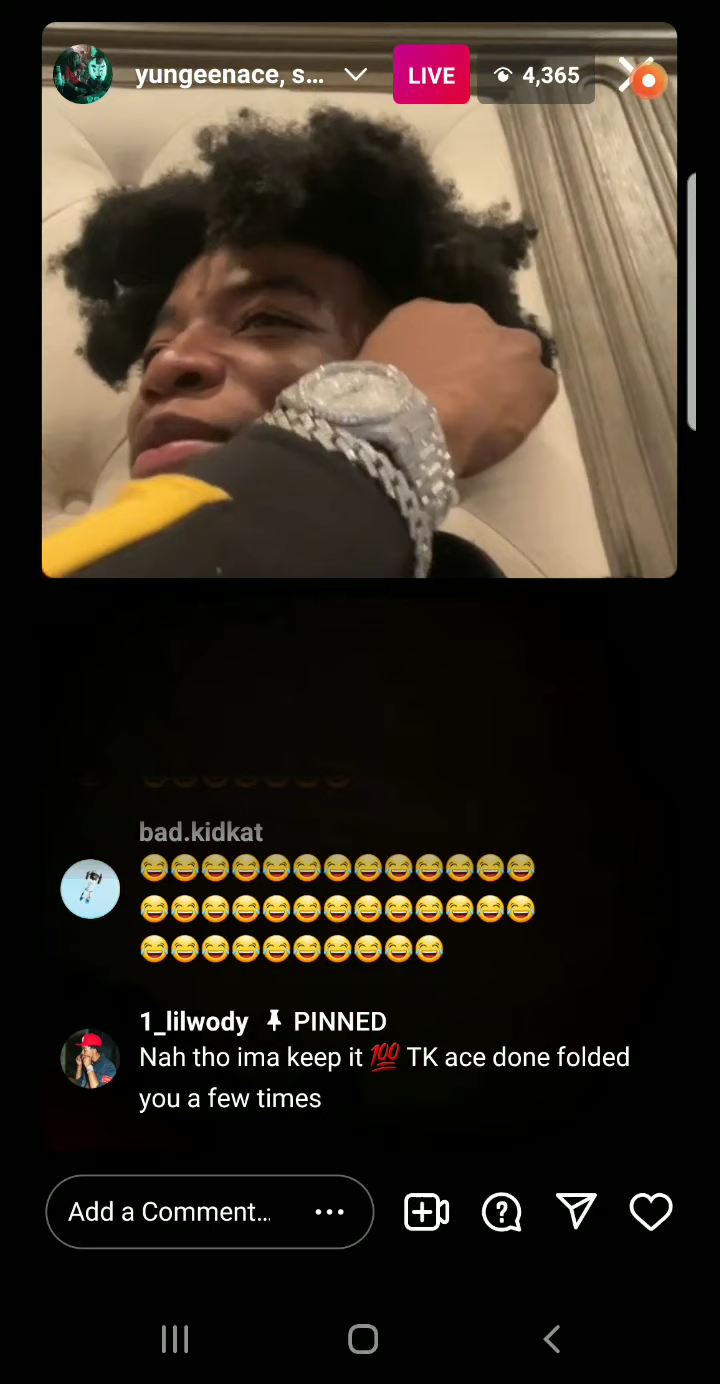 yungeenace, s...
LIVE
4,365
bad.kidkat
😂😂😂😂😂😂😂😂😂😂😂😂😂
😂😂😂😂😂😂😂😂😂😂😂😂😂
😂😂😂😂😂😂😂😂😂😂
1_lilwody 📌 PINNED
Nah tho ima keep it 💯 TK ace done folded
you a few times
Add a Comment...